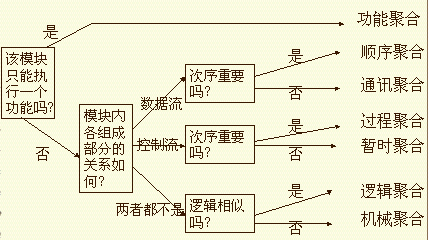 功能聚合
是
该模块
只能执
行一个
功能吗?
是
顺序聚合
次序重要
吗?
数据流
否
通讯聚合
模块内
各组成
部分的
关系如
何?
是
过程聚合
控制流
次序重要
吗?
否
暂时聚合
否
是
逻辑聚合
两者都不是
逻辑相似
吗?
否
机械聚合